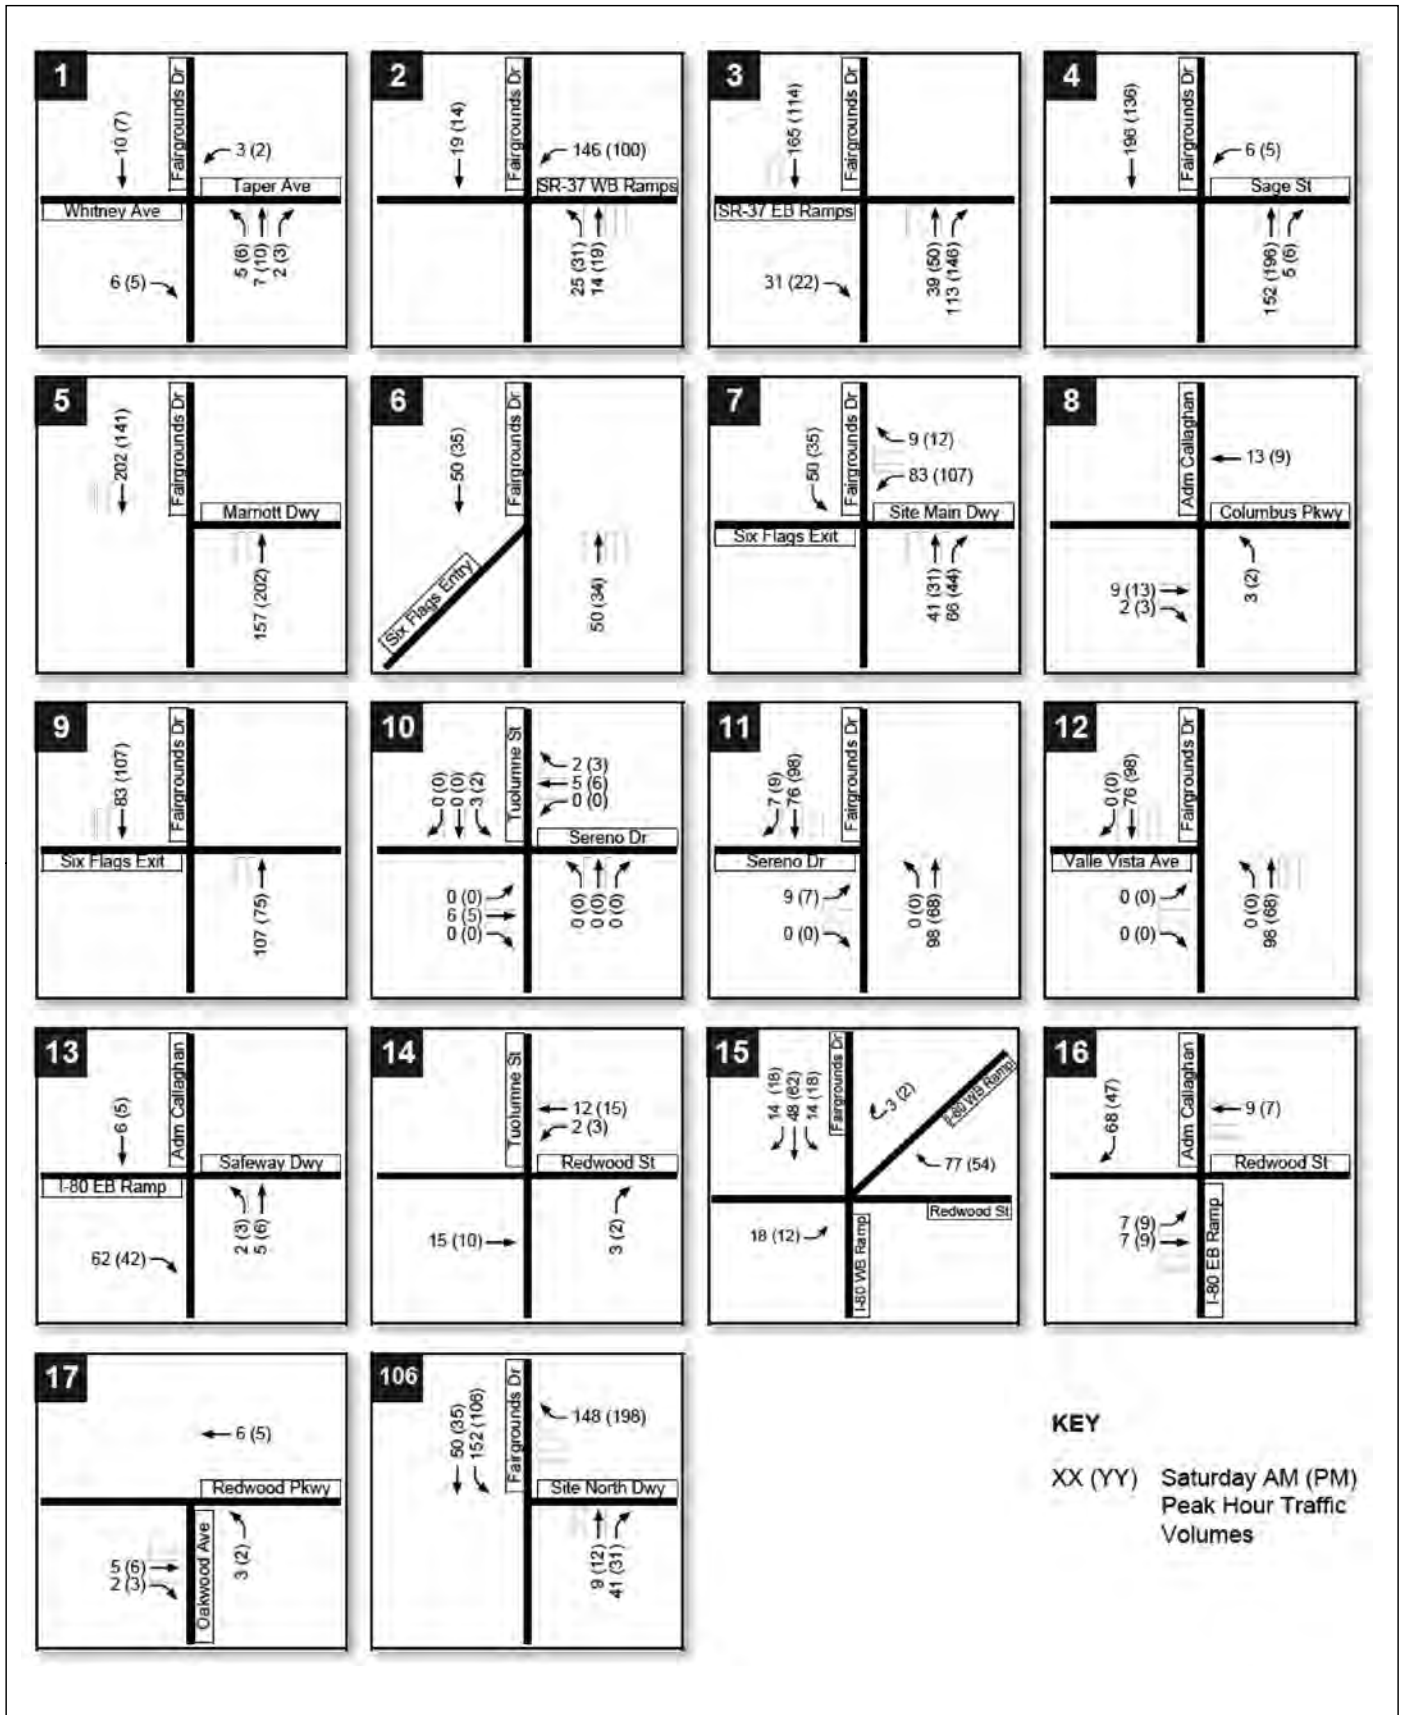 1
Fairgrounds Dr
10 (7)
3 (2)
Taper Ave
Whitney Ave
6 (5)
5 (6)
7 (10)
2 (3)
2
Fairgrounds Dr
19 (14)
146 (100)
SR-37 WB Ramps
25 (31)
14 (19)
3
Fairgrounds Dr
165 (114)
SR-37 EB Ramps
31 (22)
39 (50)
113 (146)
4
Fairgrounds Dr
196 (136)
6 (5)
Sage St
152 (196)
5 (6)
5
Fairgrounds Dr
202 (141)
Marriott Dwy
157 (202)
6
Fairgrounds Dr
50 (35)
Six Flags Entry
50 (34)
7
Fairgrounds Dr
50 (35)
9 (12)
83 (107)
Site Main Dwy
Six Flags Exit
41 (31)
66 (44)
8
Adm Callaghan
13 (9)
Columbus Pkwy
9 (13)
2 (3)
3 (2)
9
Fairgrounds Dr
83 (107)
Six Flags Exit
107 (75)
10
Tuolumne St
0 (0)
0 (0)
3 (2)
2 (3)
5 (6)
0 (0)
Sereno Dr
0 (0)
6 (5)
0 (0)
0 (0)
0 (0)
0 (0)
11
Fairgrounds Dr
7 (9)
76 (98)
Sereno Dr
9 (7)
0 (0)
0 (0)
98 (68)
12
Fairgrounds Dr
0 (0)
76 (98)
Valle Vista Ave
0 (0)
0 (0)
0 (0)
98 (68)
13
Adm Callaghan
6 (5)
Safeway Dwy
I-80 EB Ramp
62 (42)
2 (3)
5 (6)
14
Tuolumne St
12 (15)
2 (3)
Redwood St
15 (10)
3 (2)
15
Fairgrounds Dr
14 (18)
48 (62)
14 (18)
3 (2)
I-80 WB Ramp
77 (54)
Redwood St
18 (12)
I-80 WB Ramp
16
Adm Callaghan
68 (47)
9 (7)
Redwood St
7 (9)
7 (9)
I-80 EB Ramp
17
6 (5)
Redwood Pkwy
5 (6)
2 (3)
Oakwood Ave
3 (2)
106
Fairgrounds Dr
50 (35)
152 (106)
148 (198)
Site North Dwy
9 (12)
41 (31)
KEY
XX (YY) Saturday AM (PM)
Peak Hour Traffic
Volumes